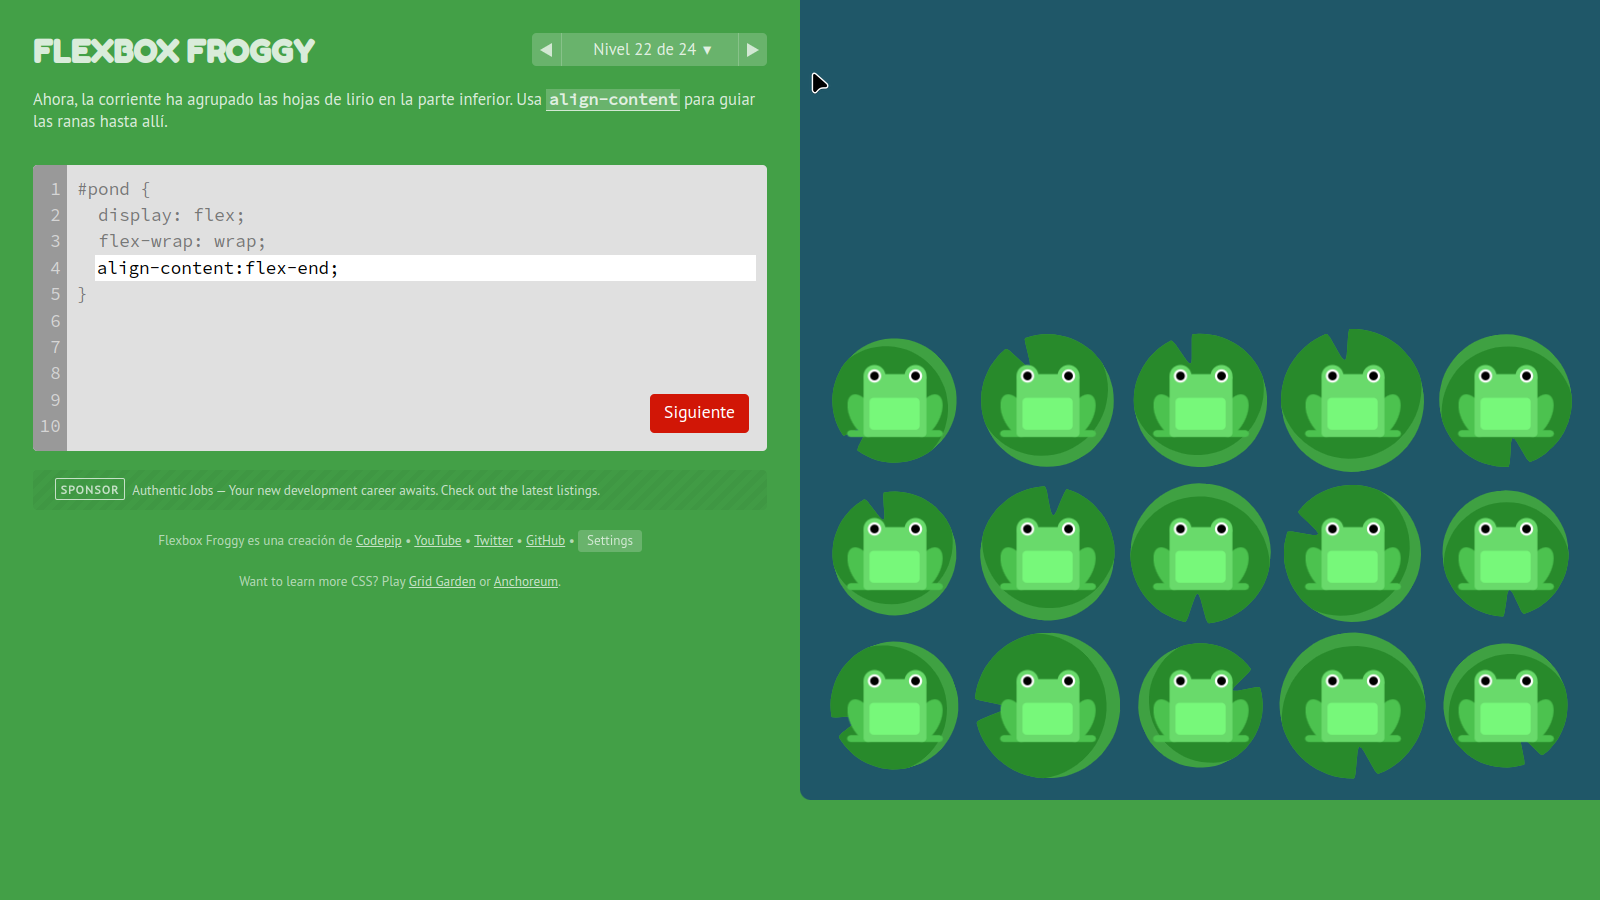 FLEXBOX FROGGY
◀ Nivel 22 de 24 ▼ ▶
Ahora, la corriente ha agrupado las hojas de lirio en la parte inferior. Usa align-content para guiar
las ranas hasta allí.
1 #pond {
2 display: flex;
3 flex-wrap: wrap;
4 align-content:flex-end;
5 }
6
7
8
9
10
Siguiente
SPONSOR Authentic Jobs — Your new development career awaits. Check out the latest listings.
Flexbox Froggy es una creación de Codepip • YouTube • Twitter • GitHub • Settings
Want to learn more CSS? Play Grid Garden or Anchoreum.